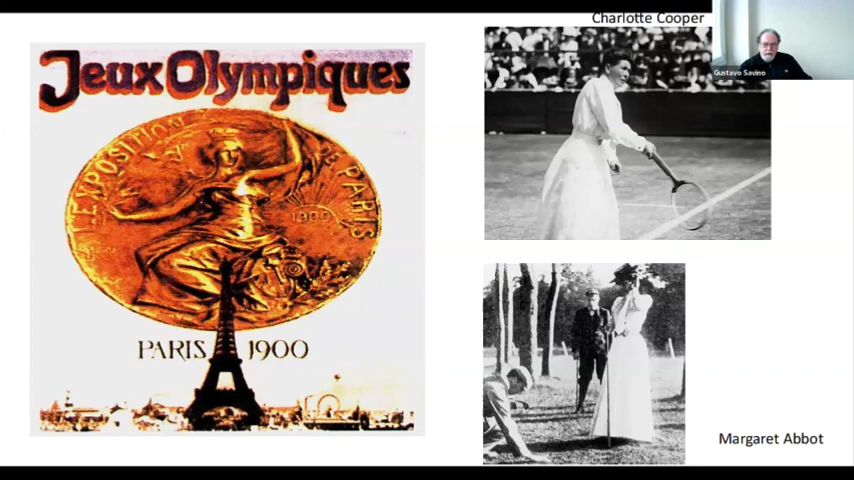 Charlotte Cooper
Gustavo Savino
Jeux Olympiques
L'EXPOSITION DE PARIS
1900
PARIS 1900
Margaret Abbot